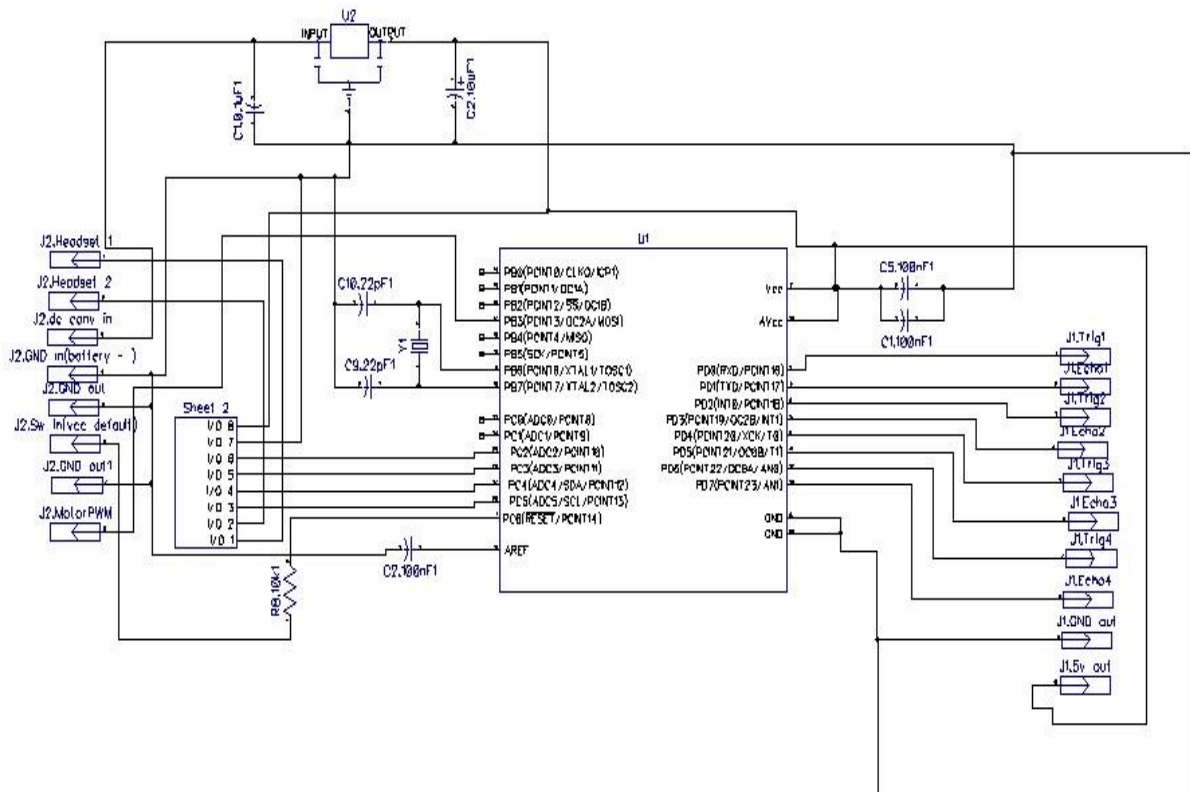 U2
INPUT
OUTPUT
C1.0.1uF1
C2.10uF1
J2.Headset 1
J2.Headset 2
J2.dc conv in
J2.GND in(battery - )
J2.GND out
J2.Sw in(vcc default)
J2.GND out1
J2.MotorPWM
Sheet 2
I/O 8
I/O 7
I/O 6
I/O 5
I/O 4
I/O 3
I/O 2
I/O 1
C10.22pF1
Y1
C9.22pF1
R8.10k1
C2.100nF1
U1
PB0(PCINT0/CLKO/ICP1)
PB1(PCINT1/OC1A)
PB2(PCINT2/SS/OC1B)
PB3(PCINT3/OC2A/MOSI)
PB4(PCINT4/MISO)
PB5(SCK/PCINT5)
PB6(PCINT6/XTAL1/TOSC1)
PB7(PCINT7/XTAL2/TOSC2)
PC0(ADC0/PCINT8)
PC1(ADC1/PCINT9)
PC2(ADC2/PCINT10)
PC3(ADC3/PCINT11)
PC4(ADC4/SDA/PCINT12)
PC5(ADC5/SCL/PCINT13)
PC6(RESET/PCINT14)
AREF
Vcc
AVcc
PD0(RXD/PCINT16)
PD1(TXD/PCINT17)
PD2(INT0/PCINT18)
PD3(PCINT19/OC2B/INT1)
PD4(PCINT20/XCK/T0)
PD5(PCINT21/OC0B/T1)
PD6(PCINT22/OC0A/AN0)
PD7(PCINT23/AN1)
GND
GND
C5.100nF1
C1.100nF1
J1.Trig1
J1.Echo1
J1.Trig2
J1.Echo2
J1.Trig3
J1.Echo3
J1.Trig4
J1.Echo4
J1.GND out
J1.5v out